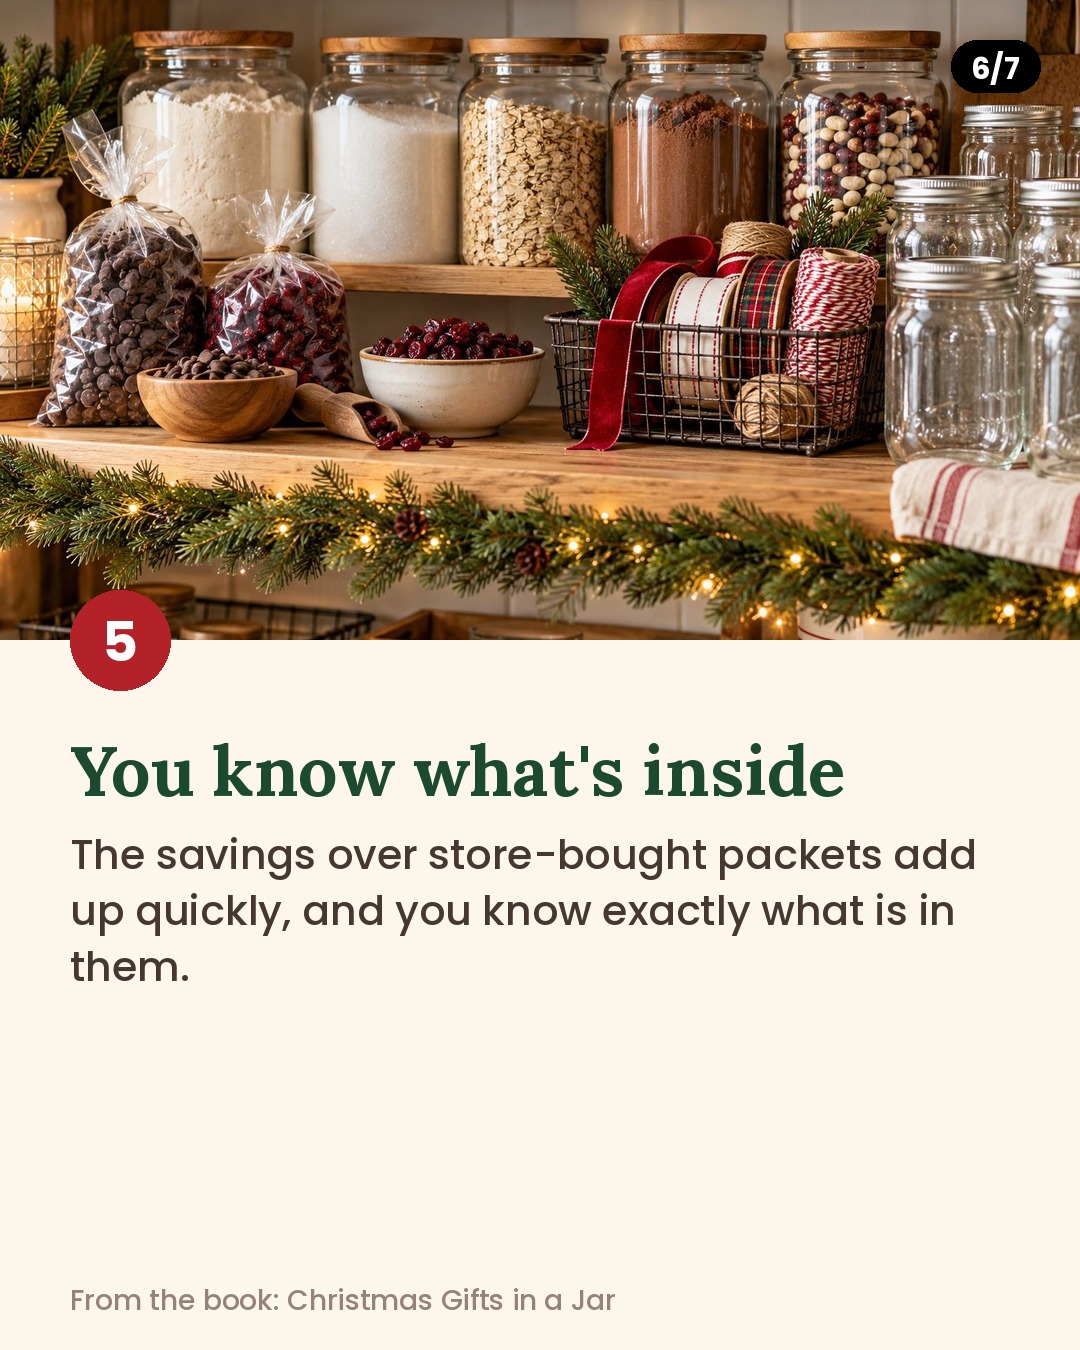 6/7
5
You know what's inside
The savings over store-bought packets add
up quickly, and you know exactly what is in
them.
From the book: Christmas Gifts in a Jar